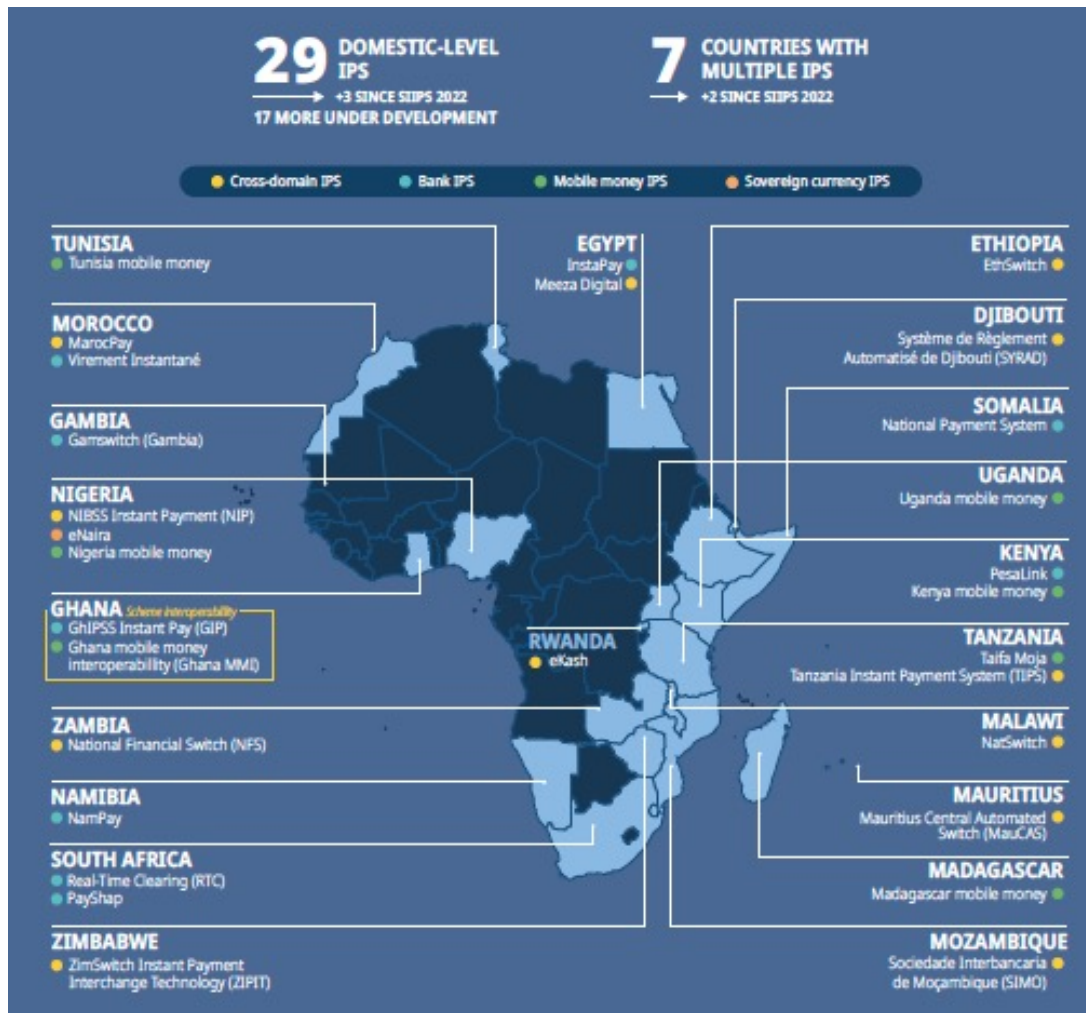 29 DOMESTIC-LEVEL
IPS
+3 SINCE SIIPS 2022
17 MORE UNDER DEVELOPMENT
7 COUNTRIES WITH
MULTIPLE IPS
+2 SINCE SIIPS 2022
Cross-domain IPS
Bank IPS
Mobile money IPS
Sovereign currency IPS
TUNISIA
Tunisia mobile money
MOROCCO
MarocPay
Virement Instantané
GAMBIA
Gamswitch (Gambia)
NIGERIA
NIBSS Instant Payment (NIP)
eNaira
Nigeria mobile money
GHANA Scheme interoperability
GhIPSS Instant Pay (GIP)
Ghana mobile money
interoperabillity (Ghana MMI)
ZAMBIA
National Financial Switch (NFS)
NAMIBIA
NamPay
SOUTH AFRICA
Real-Time Clearing (RTC)
PayShap
ZIMBABWE
ZimSwitch Instant Payment
Interchange Technology (ZIPIT)
EGYPT
InstaPay
Meeza Digital
RWANDA
eKash
ETHIOPIA
EthSwitch
DJIBOUTI
Système de Règlement
Automatisé de Djibouti (SYRAD)
SOMALIA
National Payment System
UGANDA
Uganda mobile money
KENYA
PesaLink
Kenya mobile money
TANZANIA
Taifa Moja
Tanzania Instant Payment System (TIPS)
MALAWI
NatSwitch
MAURITIUS
Mauritius Central Automated
Switch (MauCAS)
MADAGASCAR
Madagascar mobile money
MOZAMBIQUE
Sociedade Interbancaria
de Moçambique (SIMO)